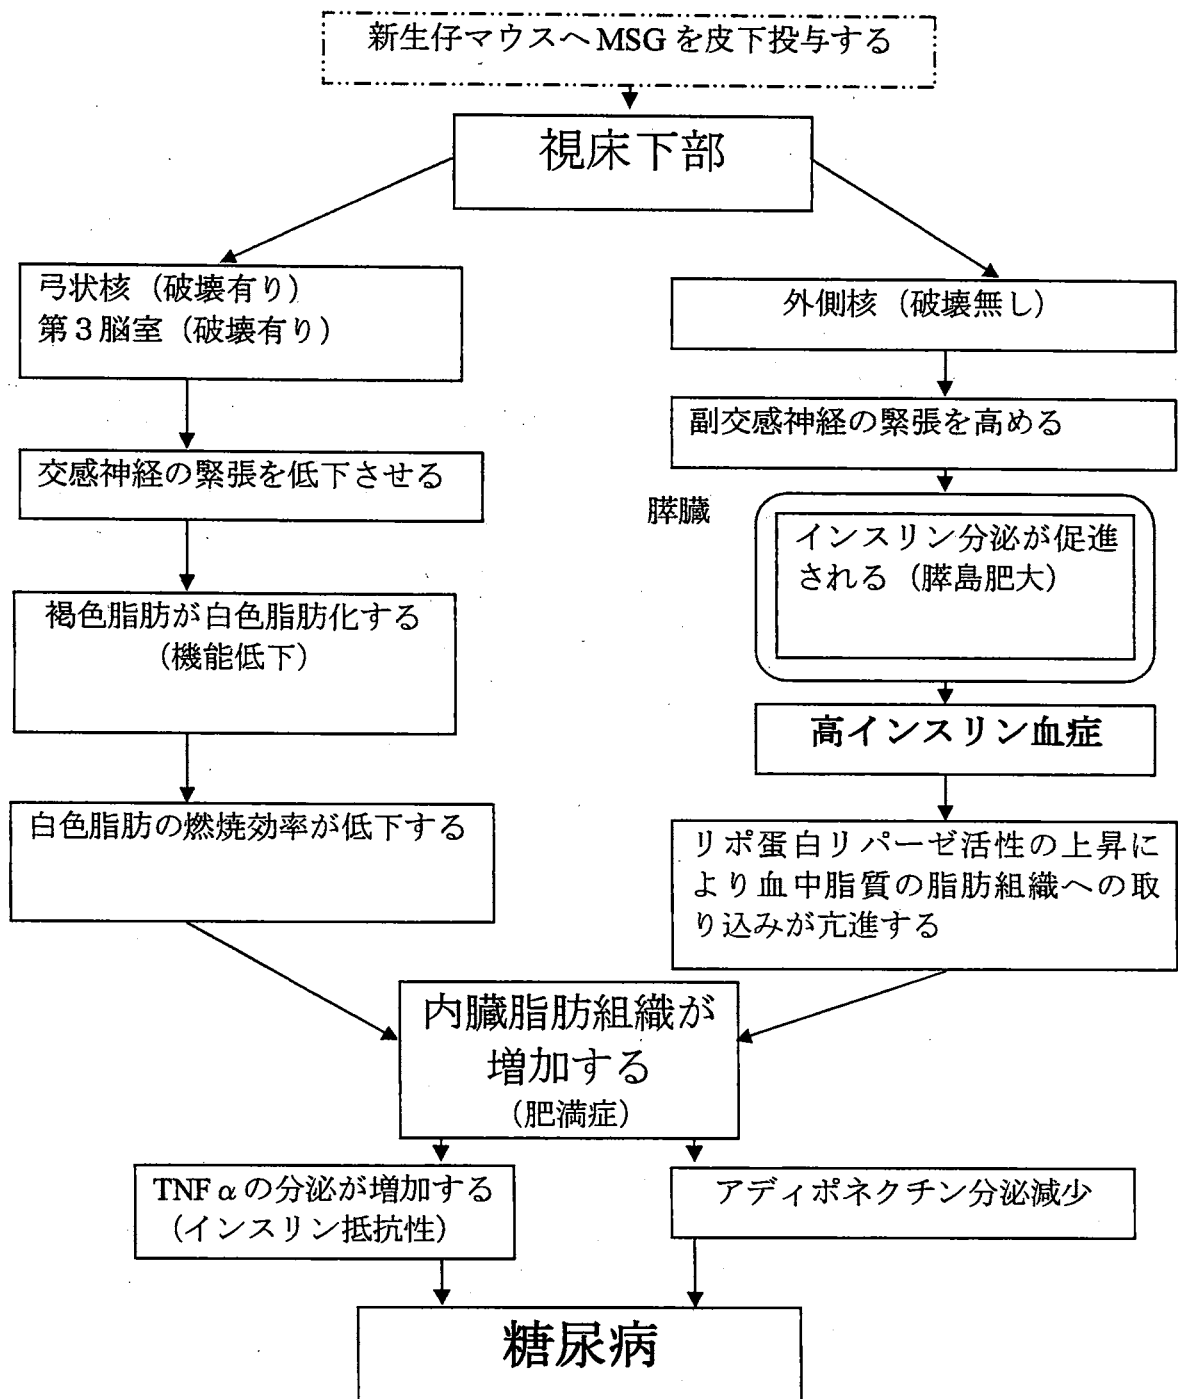 新生仔マウスへMSGを皮下投与する
視床下部
弓状核（破壊有り）
第３脳室（破壊有り）
交感神経の緊張を低下させる
褐色脂肪が白色脂肪化する
（機能低下）
白色脂肪の燃焼効率が低下する
外側核（破壊無し）
副交感神経の緊張を高める
膵臓
インスリン分泌が促進
される（膵島肥大）
高インスリン血症
リポ蛋白リパーゼ活性の上昇に
より血中脂質の脂肪組織への取
り込みが亢進する
内臓脂肪組織が
増加する
（肥満症）
TNFαの分泌が増加する
（インスリン抵抗性）
アディポネクチン分泌減少
糖尿病